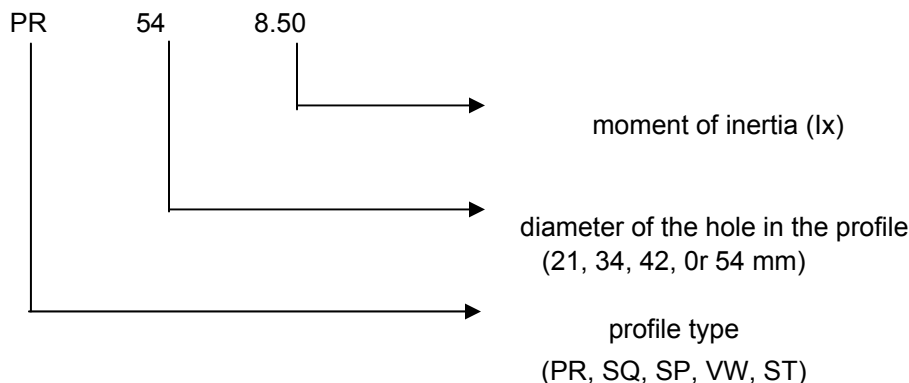 PR 54 8.50
moment of inertia (Ix)
diameter of the hole in the profile
(21, 34, 42, 0r 54 mm)
profile type
(PR, SQ, SP, VW, ST)